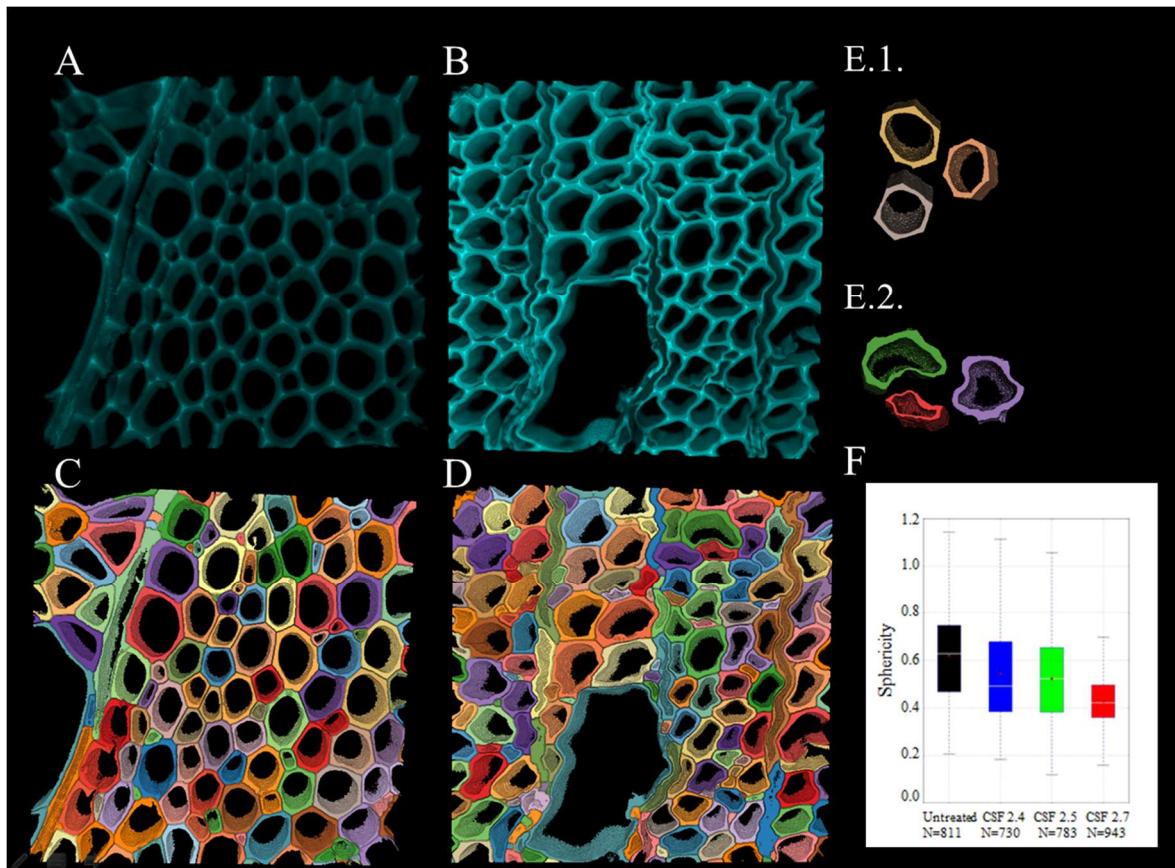 A
B
E.1.
E.2.
C
D
F
1.2
1.0
0.8
0.6
0.4
0.2
0.0
Sphericity
Untreated CSF 2.4 CSF 2.5 CSF 2.7
N=811 N=730 N=783 N=943